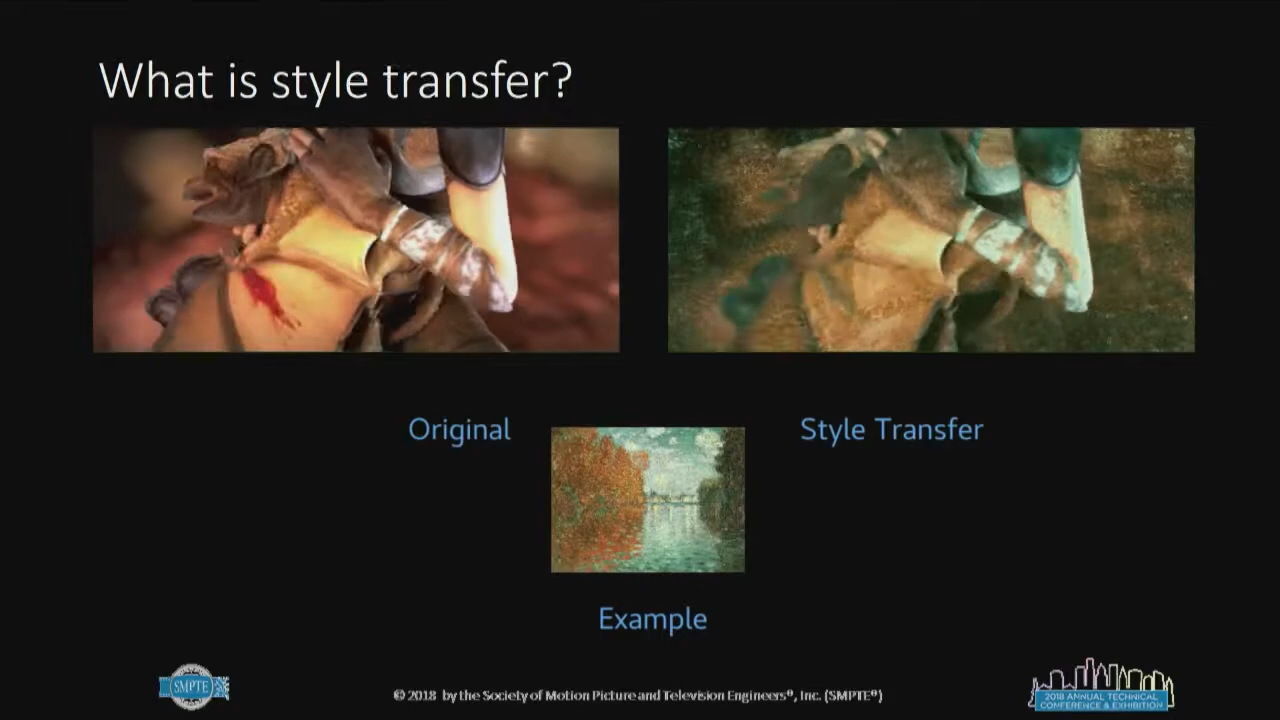 What is style transfer?
Original
Style Transfer
Example
SMPTE
© 2018 by the Society of Motion Picture and Television Engineers®, Inc. (SMPTE®)
2018 ANNUAL TECHNICAL
CONFERENCE & EXHIBITION